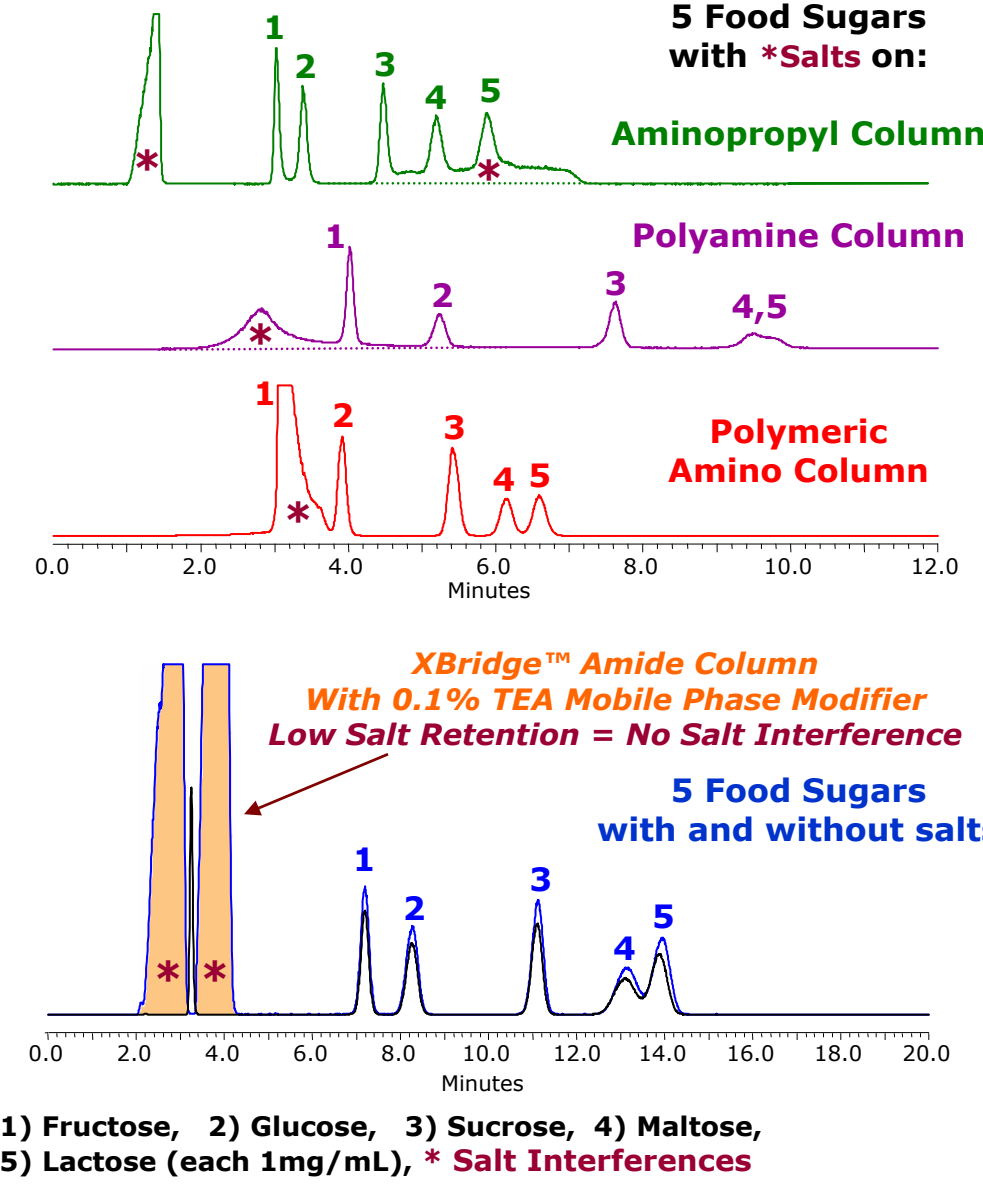 5 Food Sugars
with *Salts on:
1
2
3
4
5
*
*
Aminopropyl Column
Polyamine Column
1
2
3
4,5
*
1
2
3
4
5
*
Polymeric
Amino Column
0.0 2.0 4.0 6.0 8.0 10.0 12.0
Minutes
XBridge™ Amide Column
With 0.1% TEA Mobile Phase Modifier
Low Salt Retention = No Salt Interference
5 Food Sugars
with and without salts
1
2
3
4
5
* *
0.0 2.0 4.0 6.0 8.0 10.0 12.0 14.0 16.0 18.0 20.0
Minutes
1) Fructose, 2) Glucose, 3) Sucrose, 4) Maltose,
5) Lactose (each 1mg/mL), * Salt Interferences